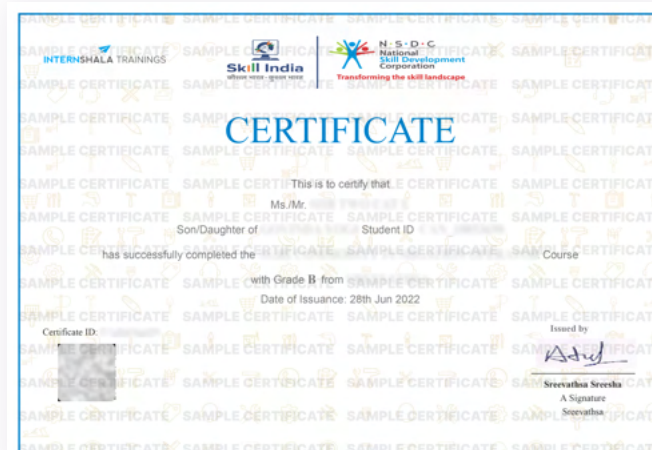 INTERNSHALA TRAININGS
Skill India
कौशल भारत - कुशल भारत
N·S·D·C
National
Skill Development
Corporation
Transforming the skill landscape
CERTIFICATE
This is to certify that
Ms./Mr.
Son/Daughter of Student ID
has successfully completed the Course
with Grade B from
Date of Issuance: 28th Jun 2022
Certificate ID:
Issued by
Sreevathsa Sreesha
A Signature
Sreevathsa
SAMPLE CERTIFICATE